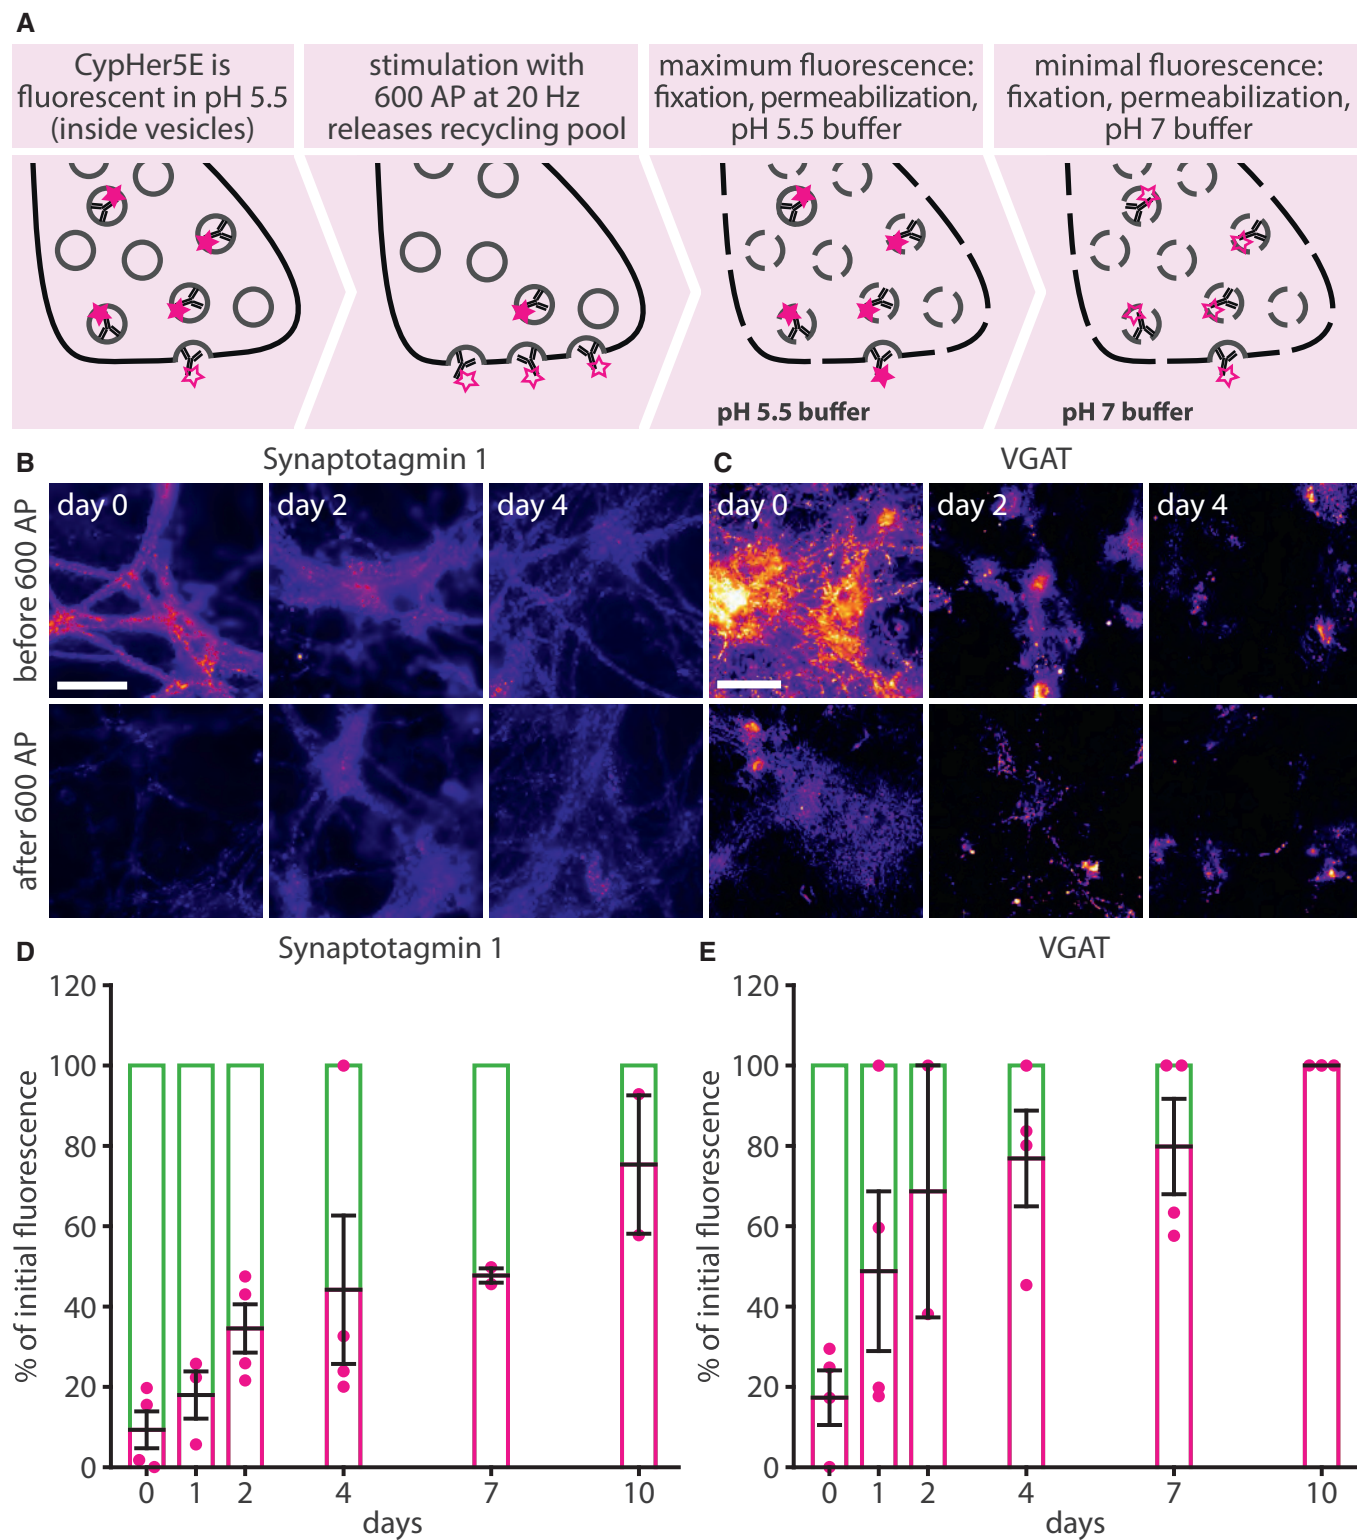 A
CypHer5E is
fluorescent in pH 5.5
(inside vesicles)
stimulation with
600 AP at 20 Hz
releases recycling pool
maximum fluorescence:
fixation, permeabilization,
pH 5.5 buffer
minimal fluorescence:
fixation, permeabilization,
pH 7 buffer
pH 5.5 buffer
pH 7 buffer
B
Synaptotagmin 1
C
VGAT
before 600 AP
day 0
day 2
day 4
day 0
day 2
day 4
after 600 AP
D
Synaptotagmin 1
% of initial fluorescence
120
100
80
60
40
20
0
0 1 2 4 7 10
days
E
VGAT
% of initial fluorescence
120
100
80
60
40
20
0
0 1 2 4 7 10
days